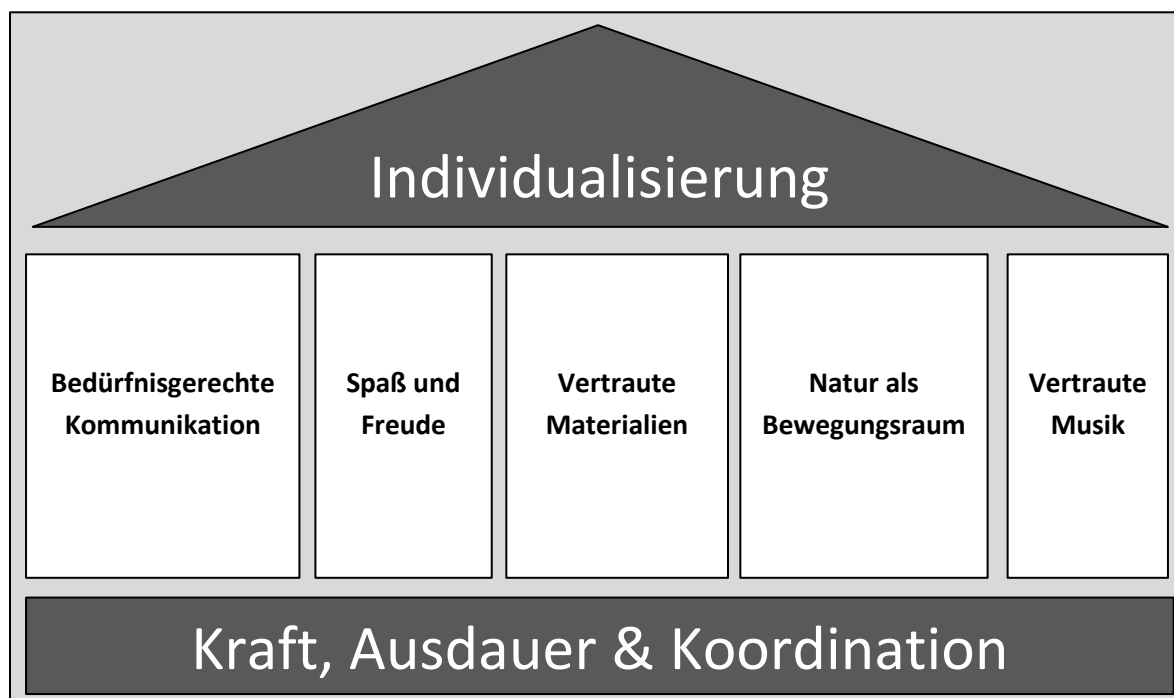 Individualisierung
Bedürfnisgerechte
Kommunikation
Spaß und
Freude
Vertraute
Materialien
Natur als
Bewegungsraum
Vertraute
Musik
Kraft, Ausdauer & Koordination